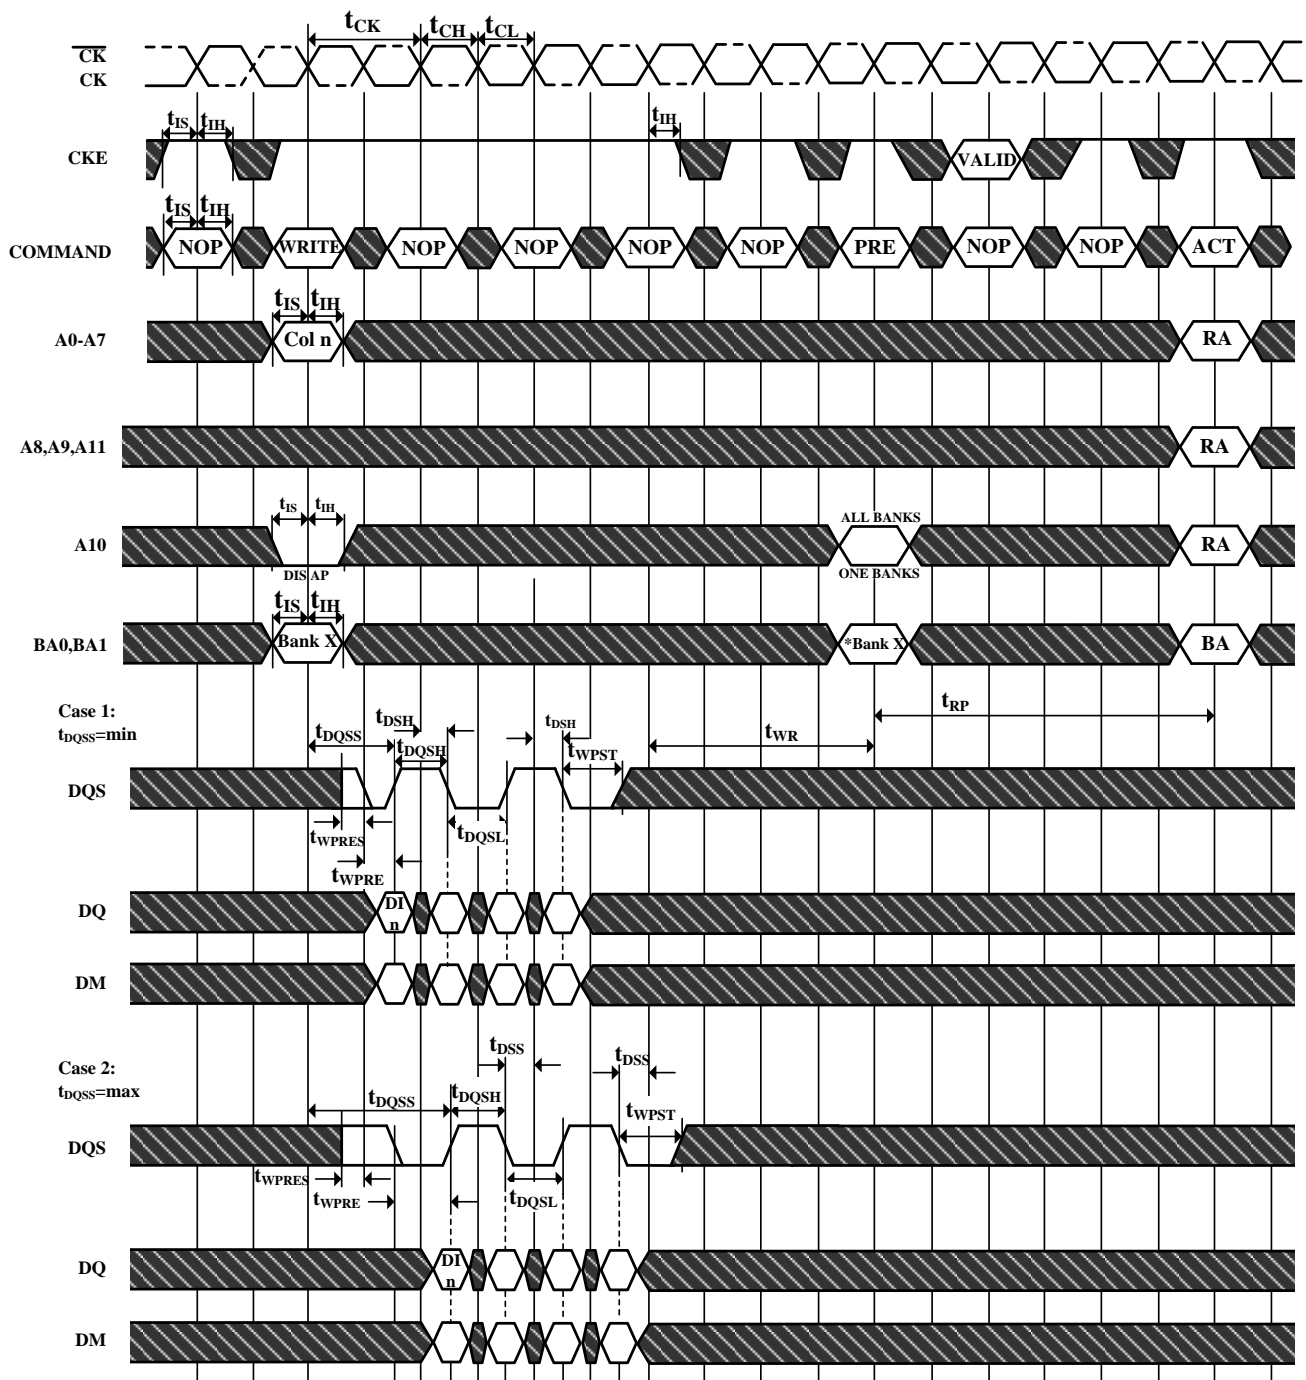 tCK tCH tCL
CK
CK
tIS tIH tIH
CKE VALID
tIS tIH
COMMAND NOP WRITE NOP NOP NOP NOP PRE NOP NOP ACT
tIS tIH
A0-A7 Col n RA
A8,A9,A11 RA
tIS tIH ALL BANKS
A10 RA
DIS AP ONE BANKS
tIS tIH
BA0,BA1 Bank X *Bank X BA
Case 1:
tDQSS=min
tDSH tDSH tRP
tDQSS tDQSH tWPST tWR
DQS
tWPRES tDQSL
tWPRE
DQ DI
n
DM
Case 2:
tDQSS=max
tDSS tDSS
tDQSS tDQSH tWPST
DQS
tWPRES tWPRE tDQSL
DQ DI
n
DM